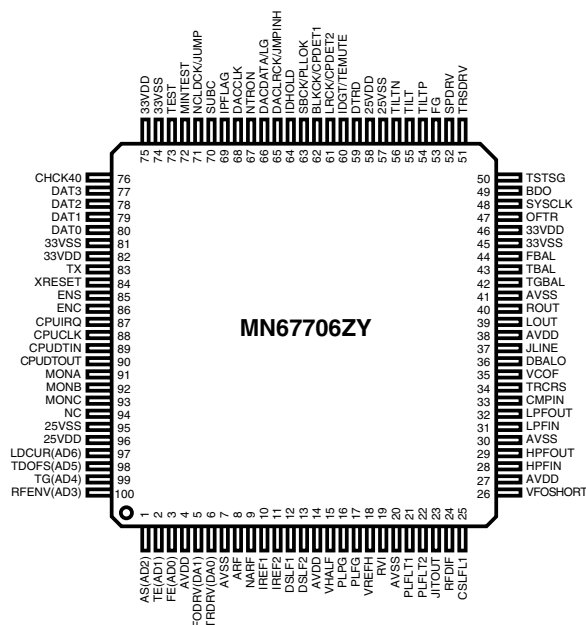 33VDD
33VSS
TEST
MINTEST
NCLDCK/JUMP
SUBC
IPFLAG
DACCLK
NTRON
DACDATA/LG
DACLRCK/JMPINH
IDHOLD
SBCK/PLLOK
BLKCK/CPDET1
LRCK/CPDET2
IDGT/TEMUTE
DTRD
25VDD
25VSS
TILTN
TILT
TILTP
FG
SPDRV
TRSDRV
75 74 73 72 71 70 69 68 67 66 65 64 63 62 61 60 59 58 57 56 55 54 53 52 51
CHCK40 76
DAT3 77
DAT2 78
DAT1 79
DAT0 80
33VSS 81
33VDD 82
TX 83
XRESET 84
ENS 85
ENC 86
CPUIRQ 87
CPUCLK 88
CPUDTIN 89
CPUDTOUT 90
MONA 91
MONB 92
MONC 93
NC 94
25VSS 95
25VDD 96
LDCUR(AD6) 97
TDOFS(AD5) 98
TG(AD4) 99
RFENV(AD3) 100
MN67706ZY
50 TSTSG
49 BDO
48 SYSCLK
47 OFTR
46 33VDD
45 33VSS
44 FBAL
43 TBAL
42 TGBAL
41 AVSS
40 ROUT
39 LOUT
38 AVDD
37 JLINE
36 DBALO
35 VCOF
34 TRCRS
33 CMPIN
32 LPFOUT
31 LPFIN
30 AVSS
29 HPFOUT
28 HPFIN
27 AVDD
26 VFOSHORT
1 2 3 4 5 6 7 8 9 10 11 12 13 14 15 16 17 18 19 20 21 22 23 24 25
AS(AD2)
TE(AD1)
FE(AD0)
AVDD
FODRV(DA1)
TRDRV(DA0)
AVSS
ARF
NARF
IREF1
IREF2
DSLF1
DSLF2
AVDD
VHALF
PLPG
PLFG
VREFH
RVI
AVSS
PLFLT1
PLFLT2
JITOUT
RFDIF
CSLFL1